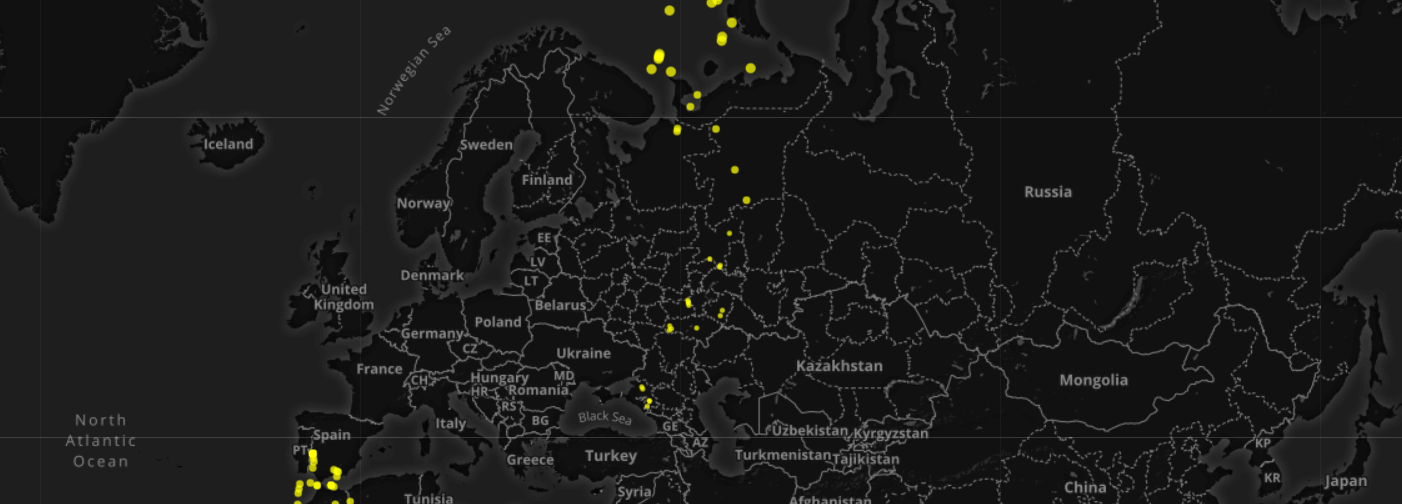 Norwegian Sea
Iceland
Sweden
Finland
Norway
Russia
EE
LV
LT
Denmark
United
Kingdom
Belarus
Poland
Germany
CZ
Ukraine
France
CH
Hungary
MD
HR
Romania
RS
Kazakhstan
Mongolia
North
Atlantic
Ocean
Black Sea
BG
Italy
GE
AZ
Spain
PT
Greece
Turkey
Uzbekistan
Kyrgyzstan
Turkmenistan
Tajikistan
KP
KR
Japan
China
Syria
Tunisia
Afghanistan